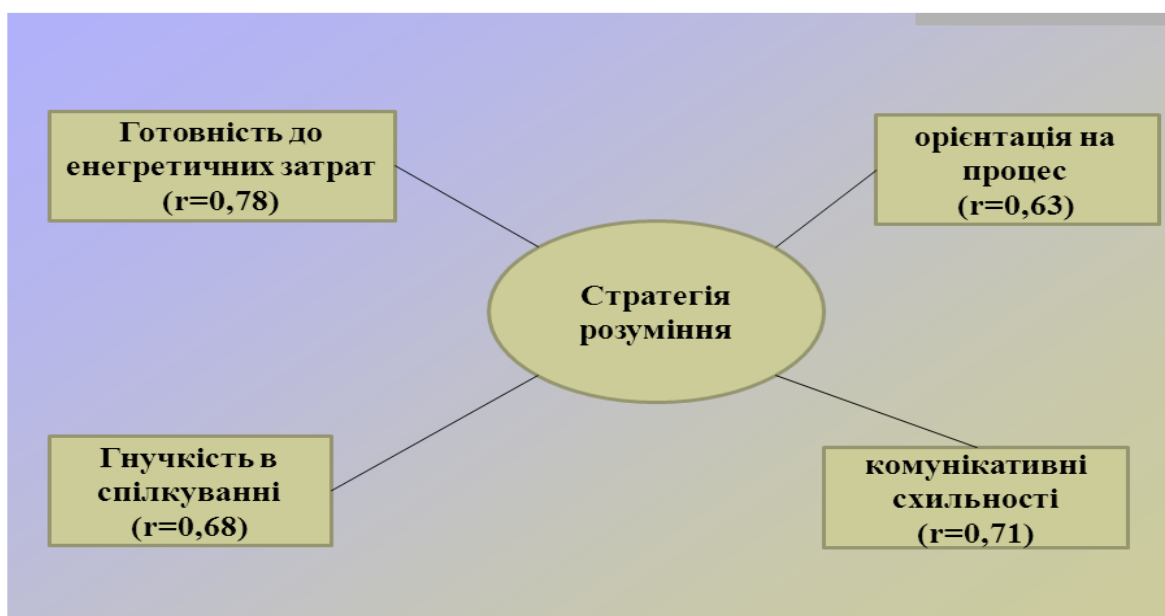 Готовність до
енегретичних затрат
(r=0,78)
орієнтація на
процес
(r=0,63)
Стратегія
розуміння
Гнучкість в
спілкуванні
(r=0,68)
комунікативні
схильності
(r=0,71)